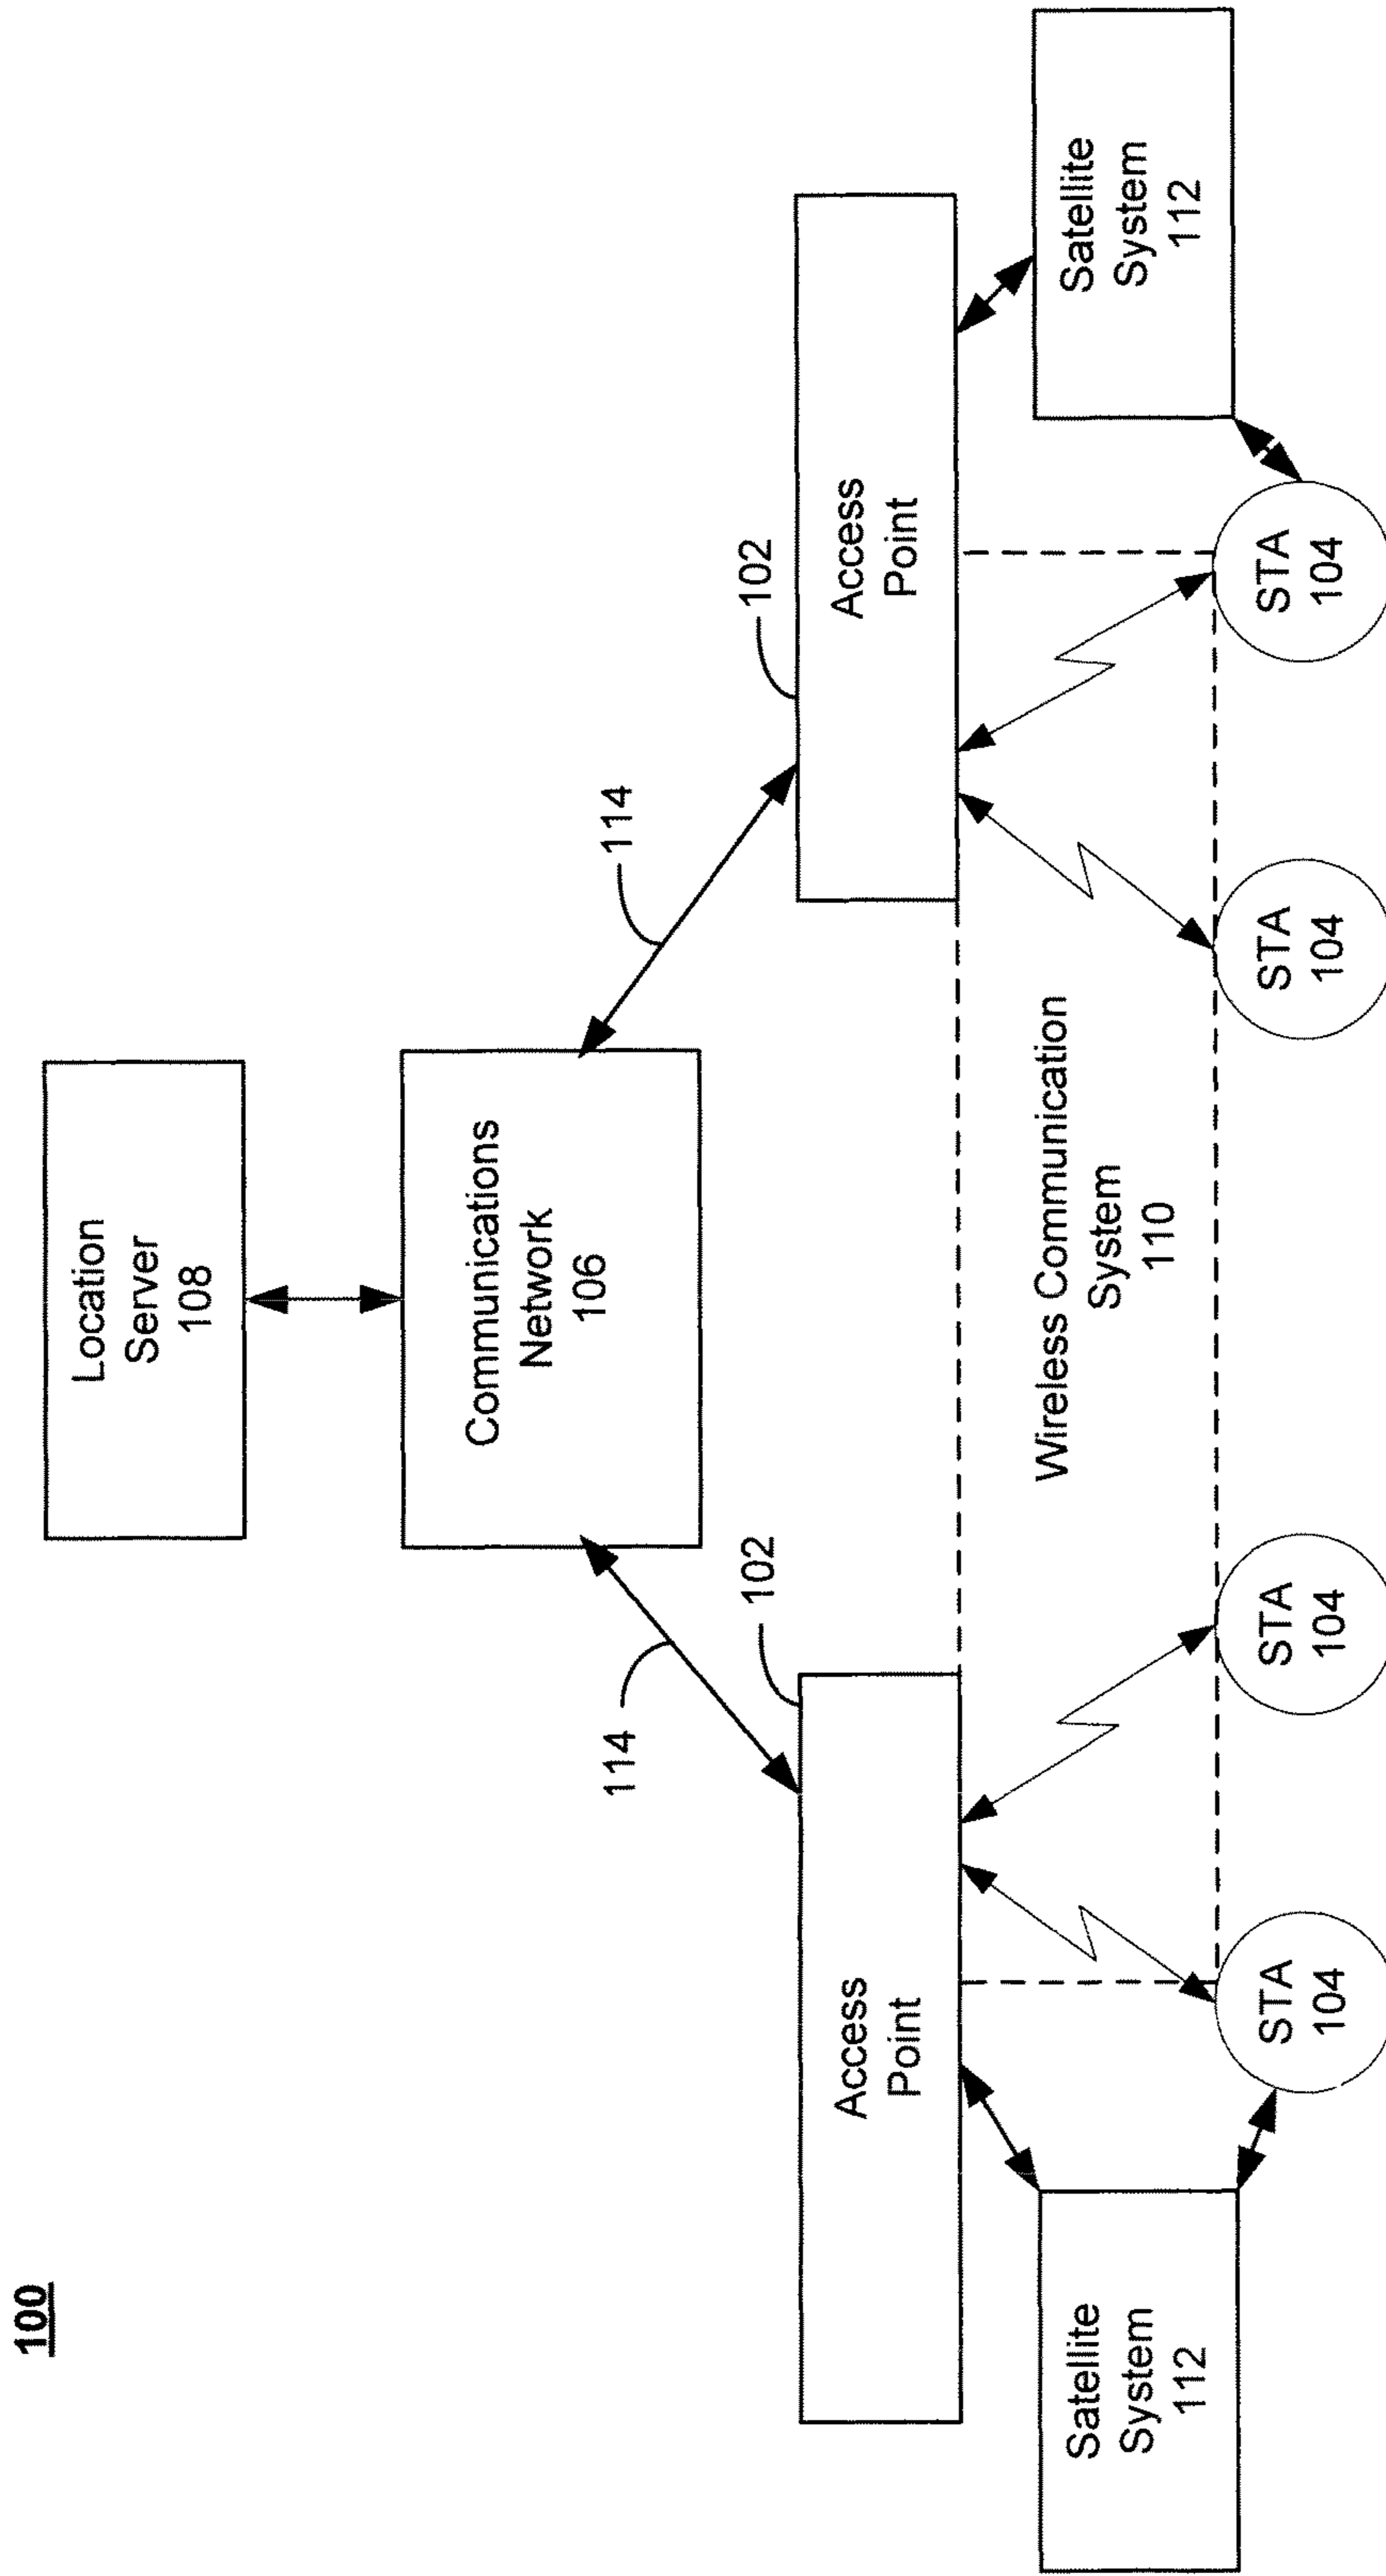 100
Location
Server
108
Communications
Network
106
114
114
102
102
Access
Point
Access
Point
Satellite
System
112
Wireless Communication
System
110
Satellite
System
112
STA
104
STA
104
STA
104
STA
104